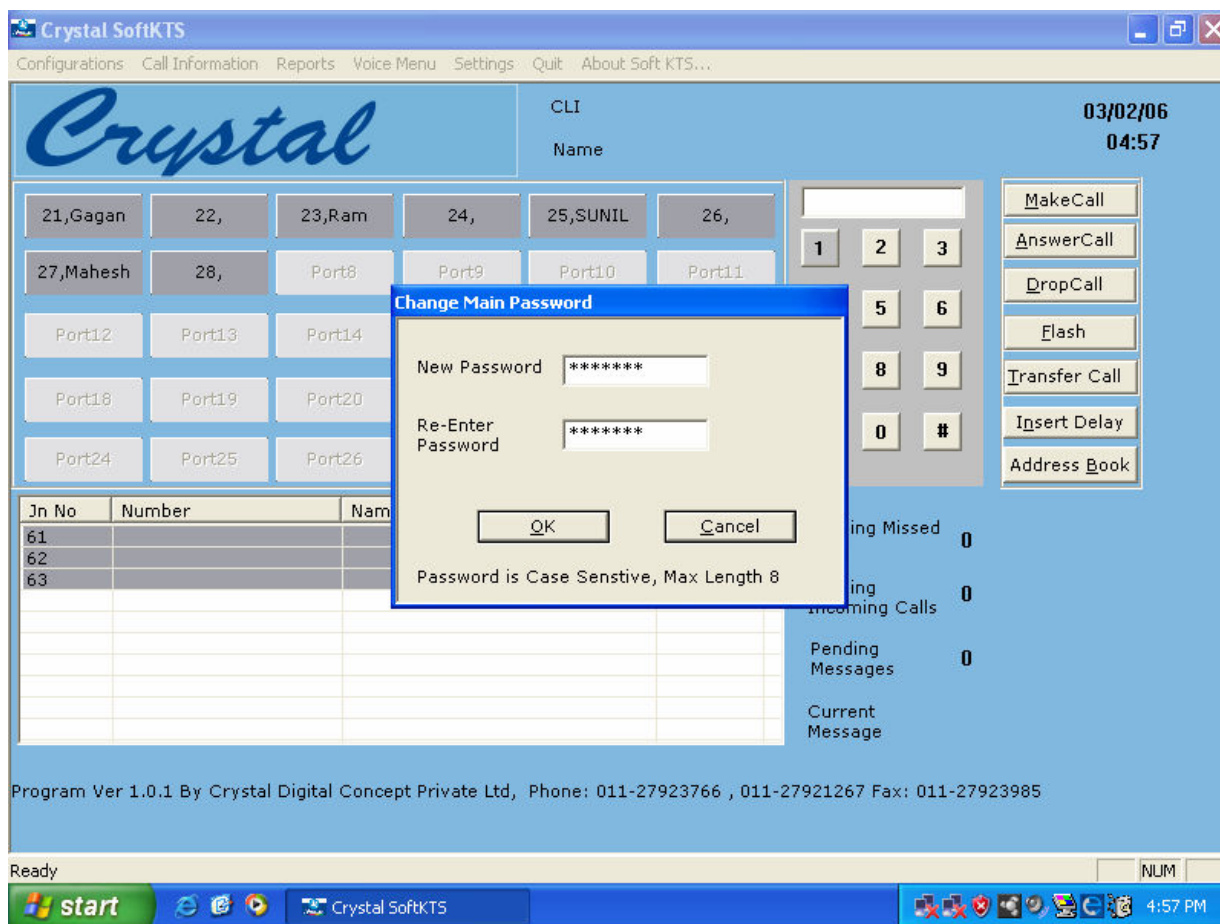 Crystal SoftKTS
Configurations Call Information Reports Voice Menu Settings Quit About Soft KTS...
Crystal
CLI
Name
03/02/06
04:57
21,Gagan 22, 23,Ram 24, 25,SUNIL 26,
27,Mahesh 28, Port8 Port9 Port10 Port11
Port12 Port13 Port14
Port18 Port19 Port20
Port24 Port25 Port26
1 2 3
5 6
8 9
0 #
MakeCall
AnswerCall
DropCall
Flash
Transfer Call
Insert Delay
Address Book
Change Main Password
New Password *******
Re-Enter
Password *******
OK Cancel
Password is Case Senstive, Max Length 8
Jn No Number Nam
61
62
63
ing Missed 0
ing
Incoming Calls 0
Pending
Messages 0
Current
Message
Program Ver 1.0.1 By Crystal Digital Concept Private Ltd, Phone: 011-27923766 , 011-27921267 Fax: 011-27923985
Ready NUM
start Crystal SoftKTS 4:57 PM